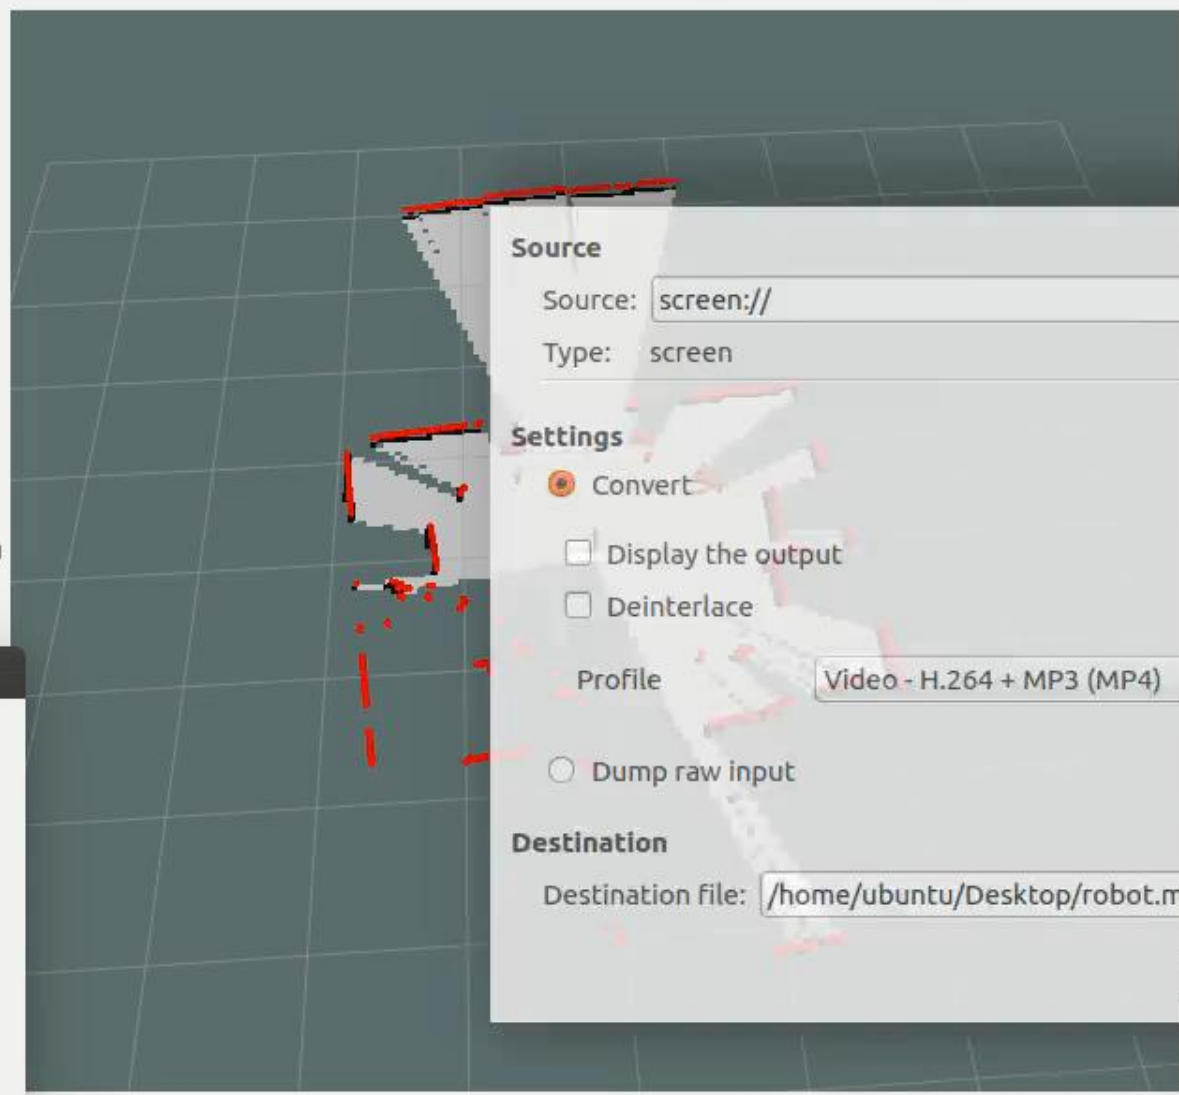 Source
Source: screen://
Type: screen
Settings
Convert
Display the output
Deinterlace
Profile Video - H.264 + MP3 (MP4)
Dump raw input
Destination
Destination file: /home/ubuntu/Desktop/robot.m